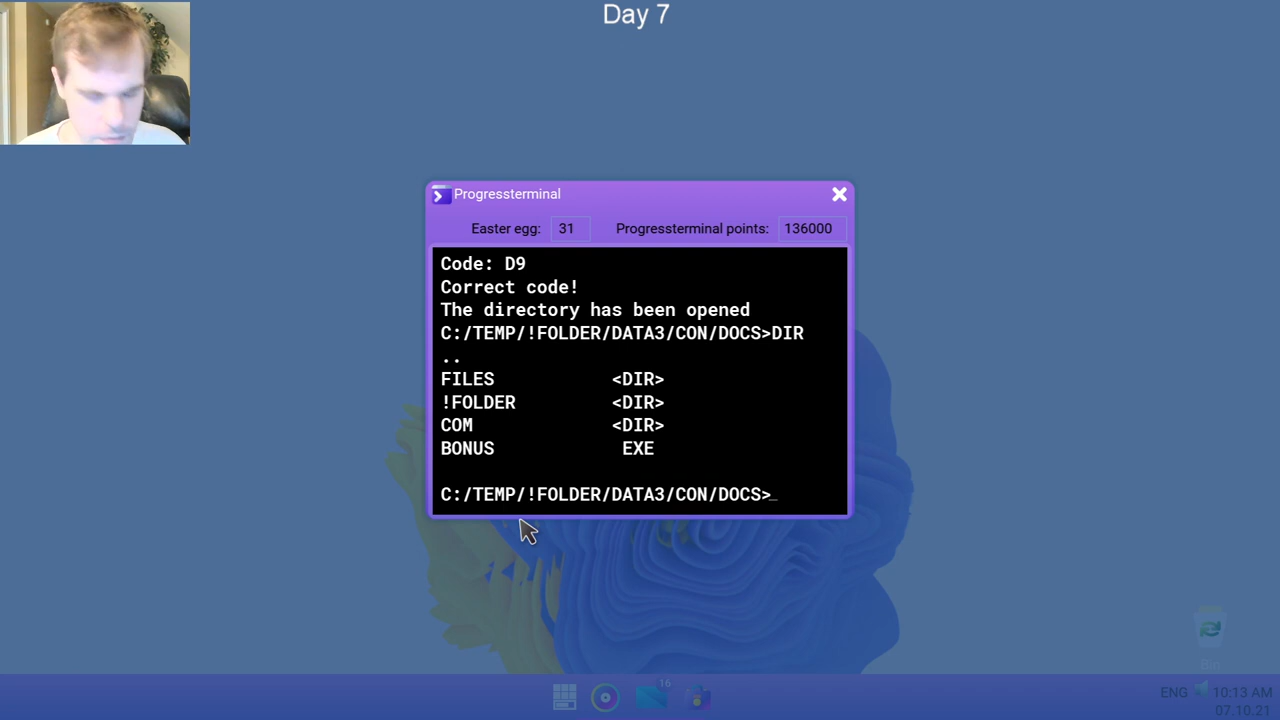 Day 7
Progressterminal
Easter egg: 31 Progressterminal points: 136000
Code: D9
Correct code!
The directory has been opened
C:/TEMP/!FOLDER/DATA3/CON/DOCS>DIR
..
FILES <DIR>
!FOLDER <DIR>
COM <DIR>
BONUS EXE
C:/TEMP/!FOLDER/DATA3/CON/DOCS>_
Bin
16
ENG 10:13 AM
07.10.21